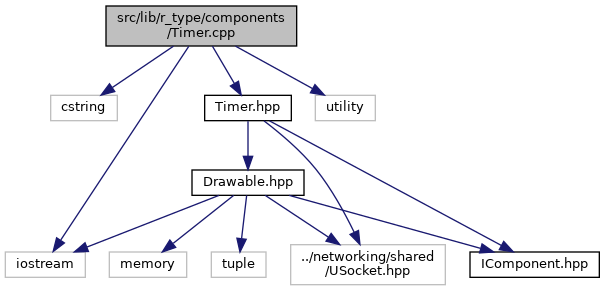 src/lib/r_type/components
/Timer.cpp
cstring
Timer.hpp
utility
Drawable.hpp
iostream
memory
tuple
../networking/shared
/USocket.hpp
IComponent.hpp